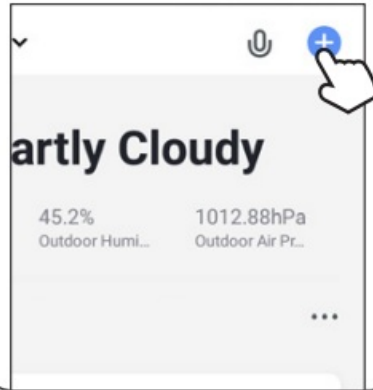 artly Cloudy
45.2% 1012.88hPa
Outdoor Humi... Outdoor Air Pr...